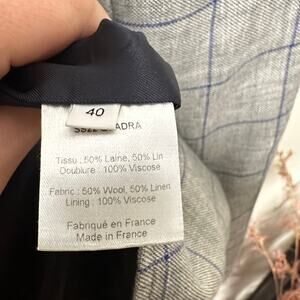 40
Tissu : 50% Laine, 50% Lin
Doublure : 100% Viscose
Fabric : 50% Wool, 50% Linen
Lining : 100% Viscose
Fabriqué en France
Made in France